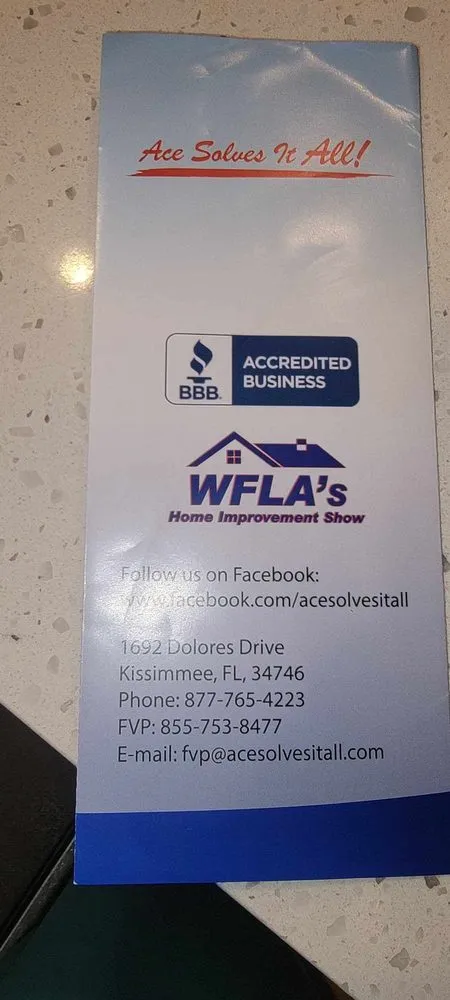 Ace Solves It All!
BBB.
ACCREDITED
BUSINESS
WFLA's
Home Improvement Show
Follow us on Facebook:
www.facebook.com/acesolvesitall
1692 Dolores Drive
Kissimmee, FL, 34746
Phone: 877-765-4223
FVP: 855-753-8477
E-mail: fvp@acesolvesitall.com